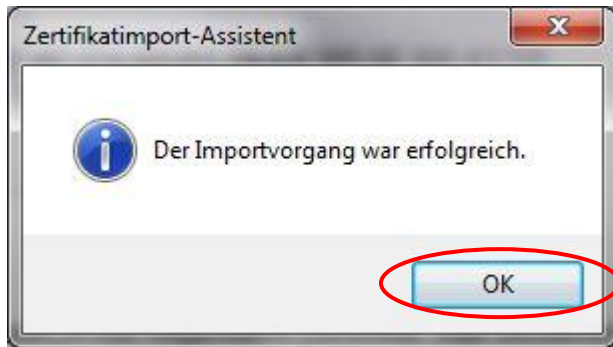 Zertifikatimport-Assistent
Der Importvorgang war erfolgreich.
OK